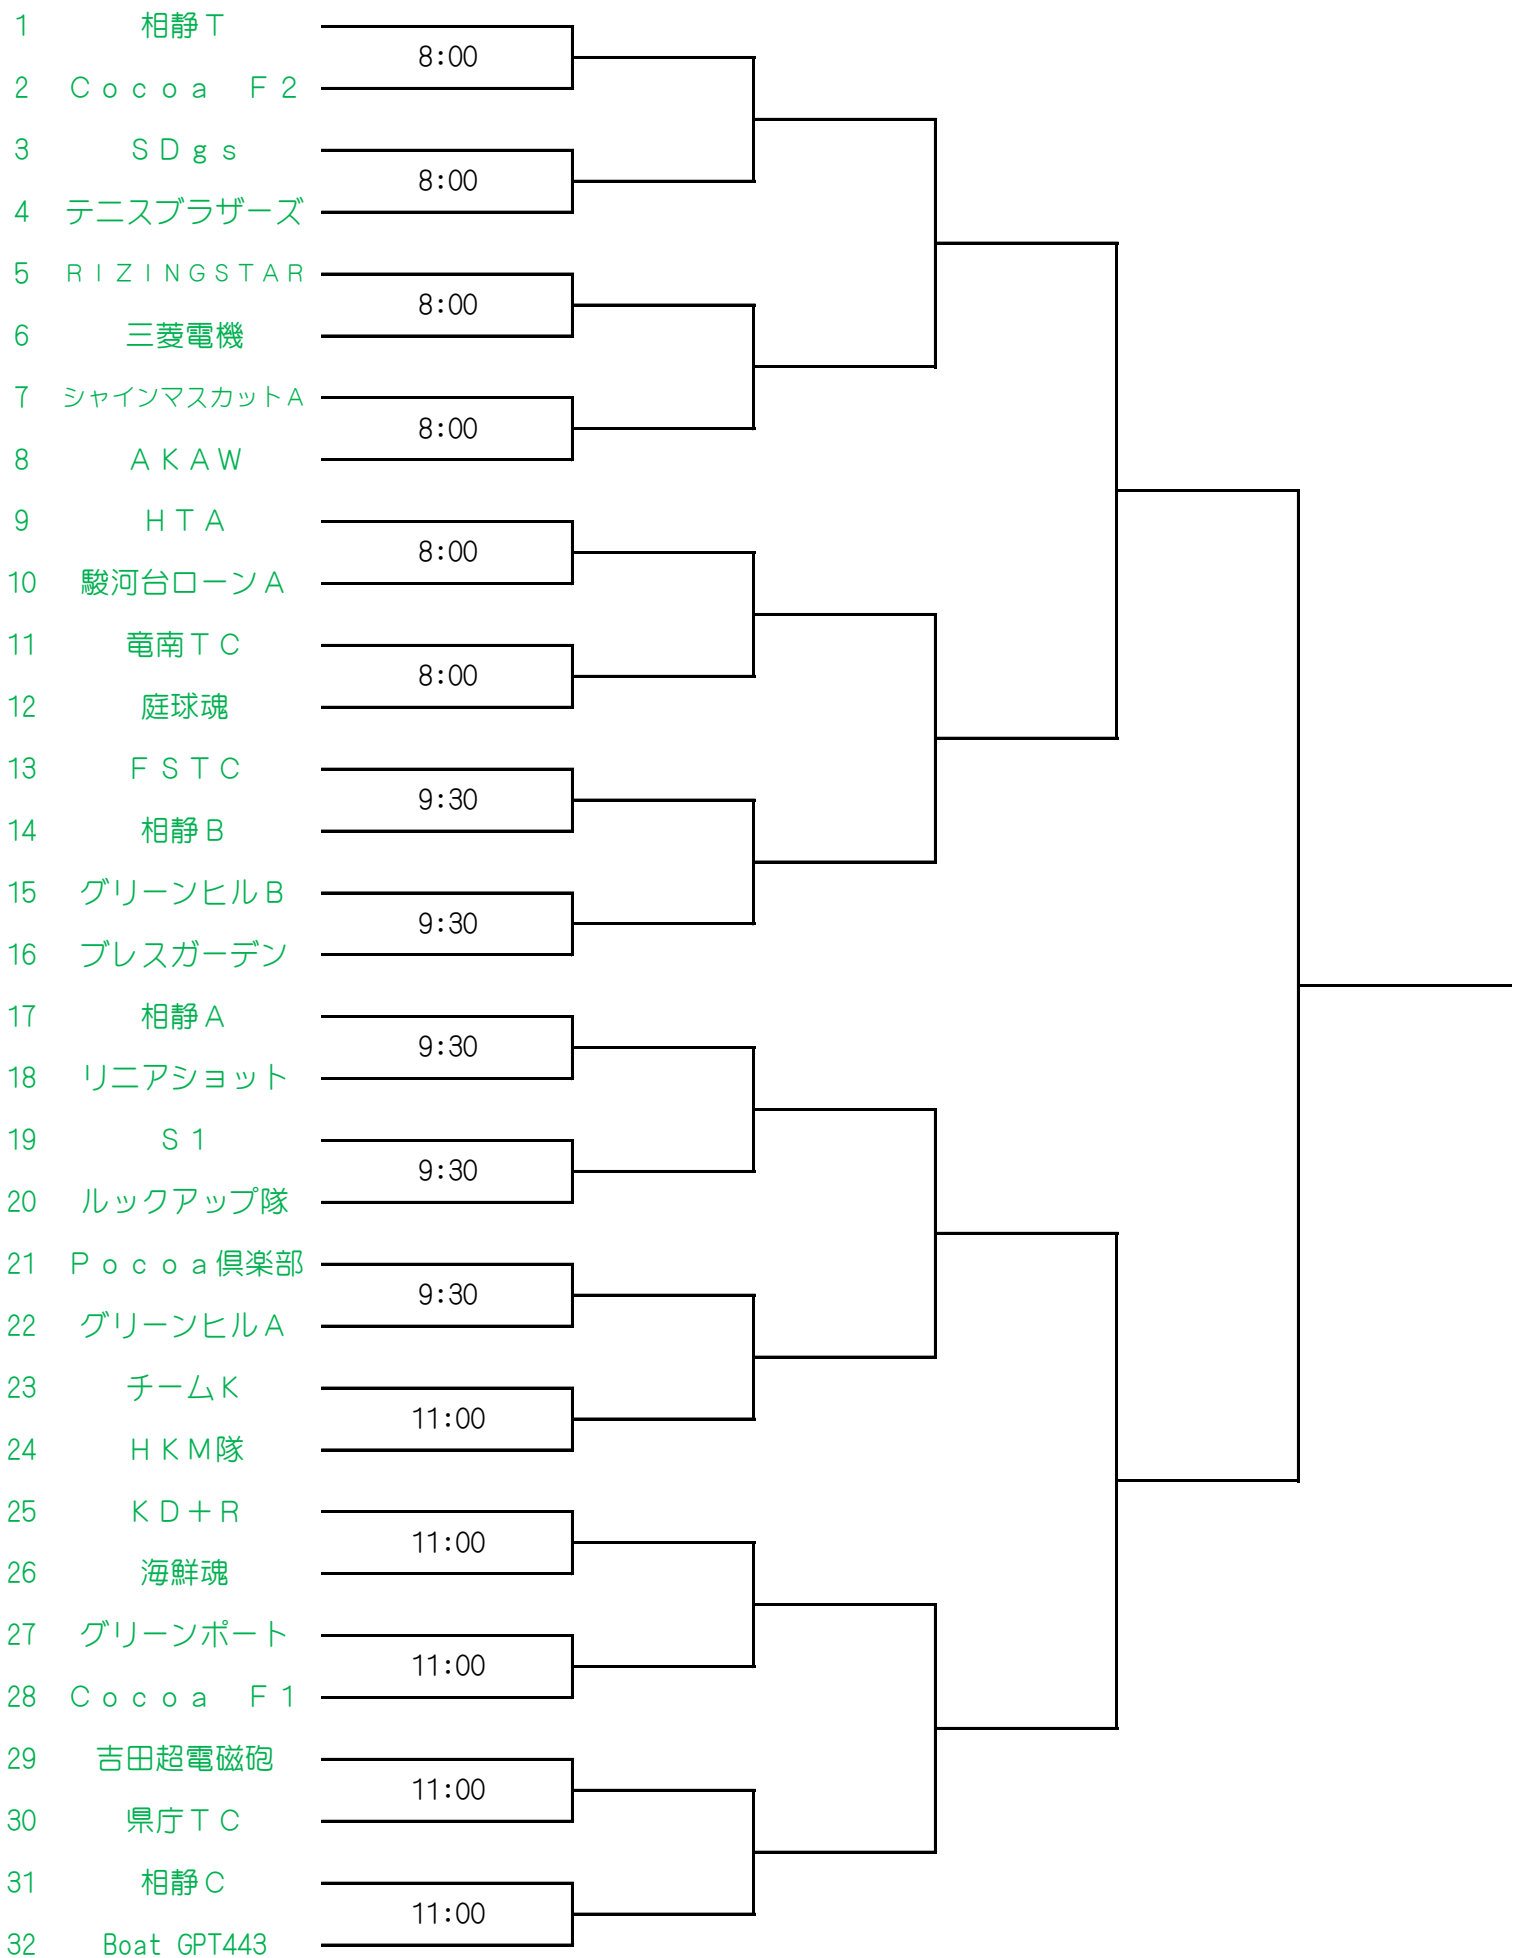 1 相静Ｔ
8:00
2 Ｃｏｃｏａ　Ｆ２
3 ＳＤｇｓ
8:00
4 テニスブラザーズ
5 ＲＩＺＩＮＧＳＴＡＲ
8:00
6 三菱電機
7 シャインマスカットＡ
8:00
8 ＡＫＡＷ
9 ＨＴＡ
8:00
10 駿河台ローンＡ
11 竜南ＴＣ
8:00
12 庭球魂
13 ＦＳＴＣ
9:30
14 相静Ｂ
15 グリーンヒルＢ
9:30
16 ブレスガーデン
17 相静Ａ
9:30
18 リニアショット
19 Ｓ１
9:30
20 ルックアップ隊
21 Ｐｏｃｏａ倶楽部
9:30
22 グリーンヒルＡ
23 チームＫ
11:00
24 ＨＫＭ隊
25 ＫＤ＋Ｒ
11:00
26 海鮮魂
27 グリーンポート
11:00
28 Ｃｏｃｏａ　Ｆ１
29 吉田超電磁砲
11:00
30 県庁ＴＣ
31 相静Ｃ
11:00
32 Boat GPT443